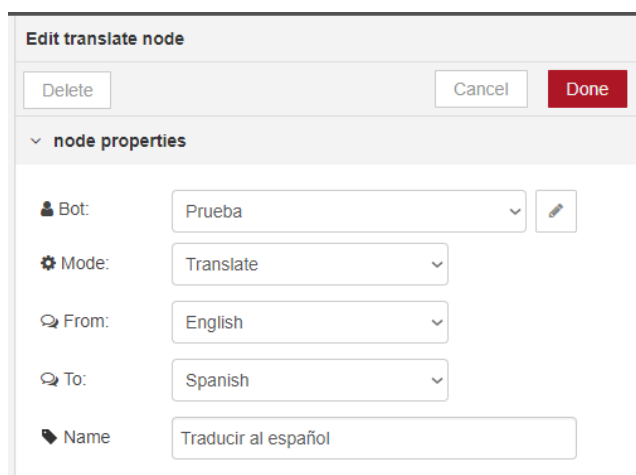 Edit translate node
Delete Cancel Done
node properties
Bot: Prueba
Mode: Translate
From: English
To: Spanish
Name Traducir al español